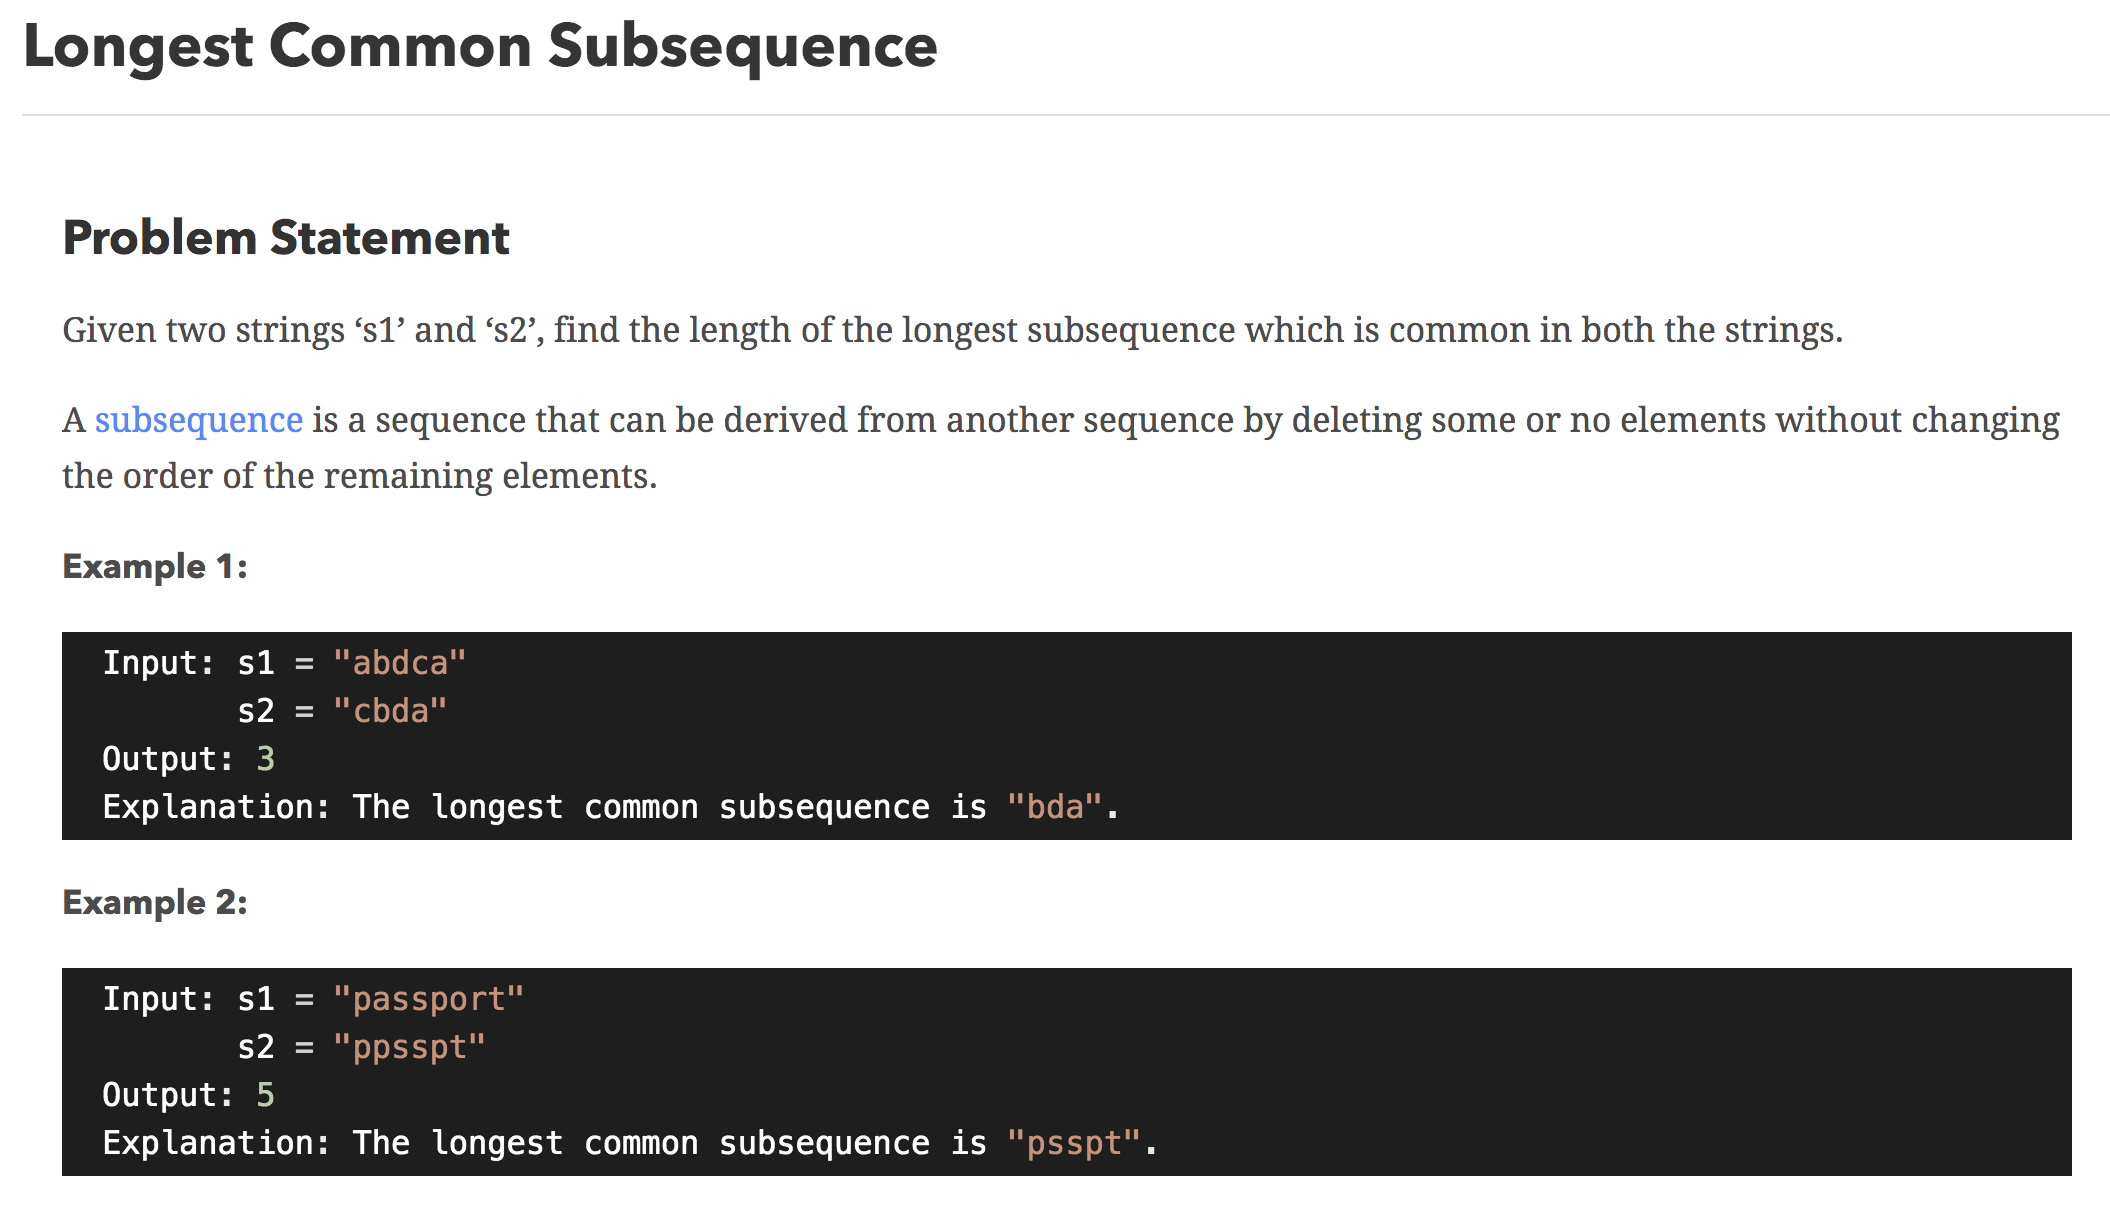 Longest Common Subsequence
Problem Statement
Given two strings ‘s1’ and ‘s2’, find the length of the longest subsequence which is common in both the strings.
A subsequence is a sequence that can be derived from another sequence by deleting some or no elements without changing
the order of the remaining elements.
Example 1:
Input: s1 = "abdca"
s2 = "cbda"
Output: 3
Explanation: The longest common subsequence is "bda".
Example 2:
Input: s1 = "passport"
s2 = "ppsspt"
Output: 5
Explanation: The longest common subsequence is "psspt".